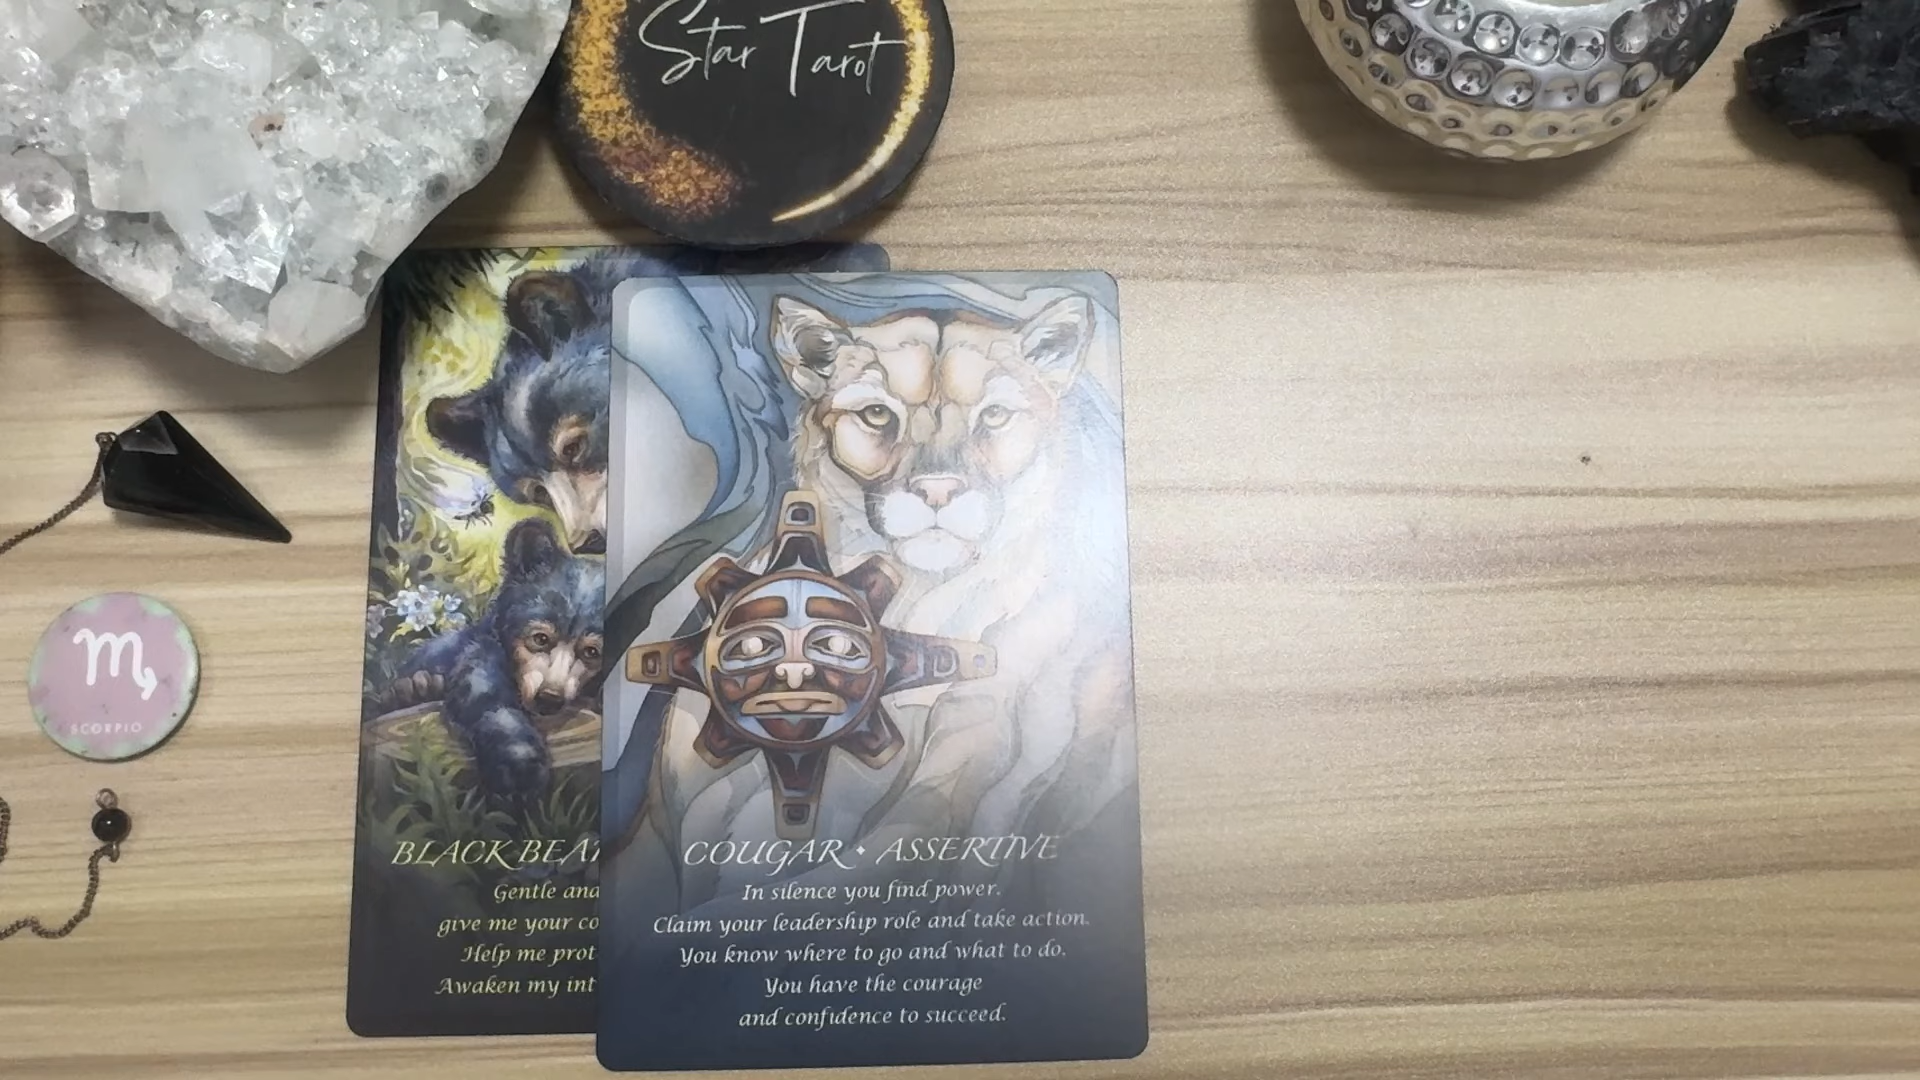 Star Tarot
SCORPIO
BLACK BEAR
Gentle and
give me your co
Help me prot
Awaken my int
COUGAR • ASSERTIVE
In silence you find power.
Claim your leadership role and take action.
You know where to go and what to do.
You have the courage
and confidence to succeed.